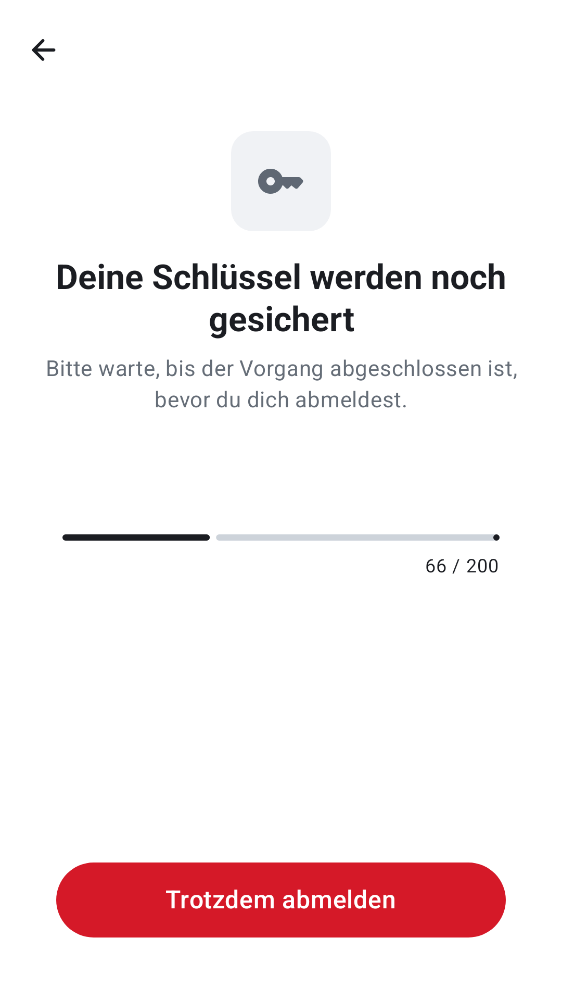 Deine Schlüssel werden noch
gesichert
Bitte warte, bis der Vorgang abgeschlossen ist,
bevor du dich abmeldest.
66 / 200
Trotzdem abmelden